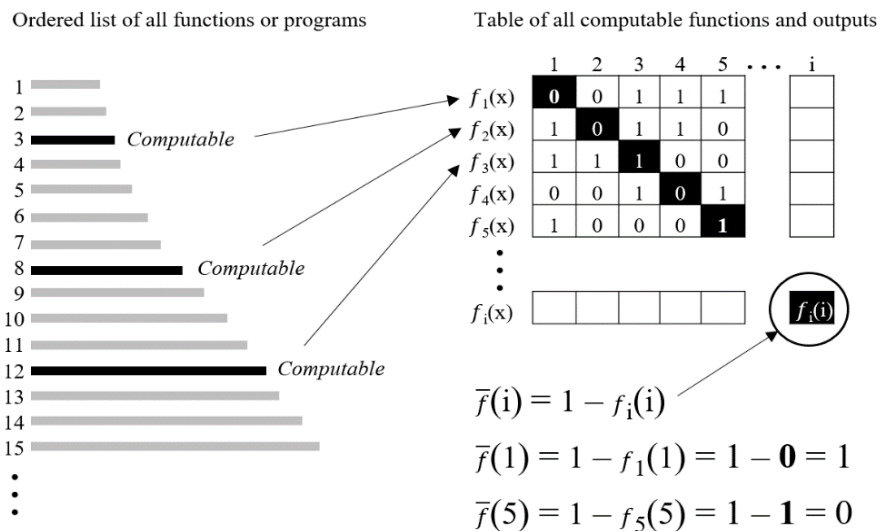 Ordered list of all functions or programs
1
2
3 Computable
4
5
6
7
8 Computable
9
10
11
12 Computable
13
14
15
Table of all computable functions and outputs
1 2 3 4 5 • • • i
f₁(x) 0 0 1 1 1
f₂(x) 1 0 1 1 0
f₃(x) 1 1 1 0 0
f₄(x) 0 0 1 0 1
f₅(x) 1 0 0 0 1
fᵢ(x) fᵢ(i)
f̅(i) = 1 – fᵢ(i)
f̅(1) = 1 – f₁(1) = 1 – 0 = 1
f̅(5) = 1 – f₅(5) = 1 – 1 = 0